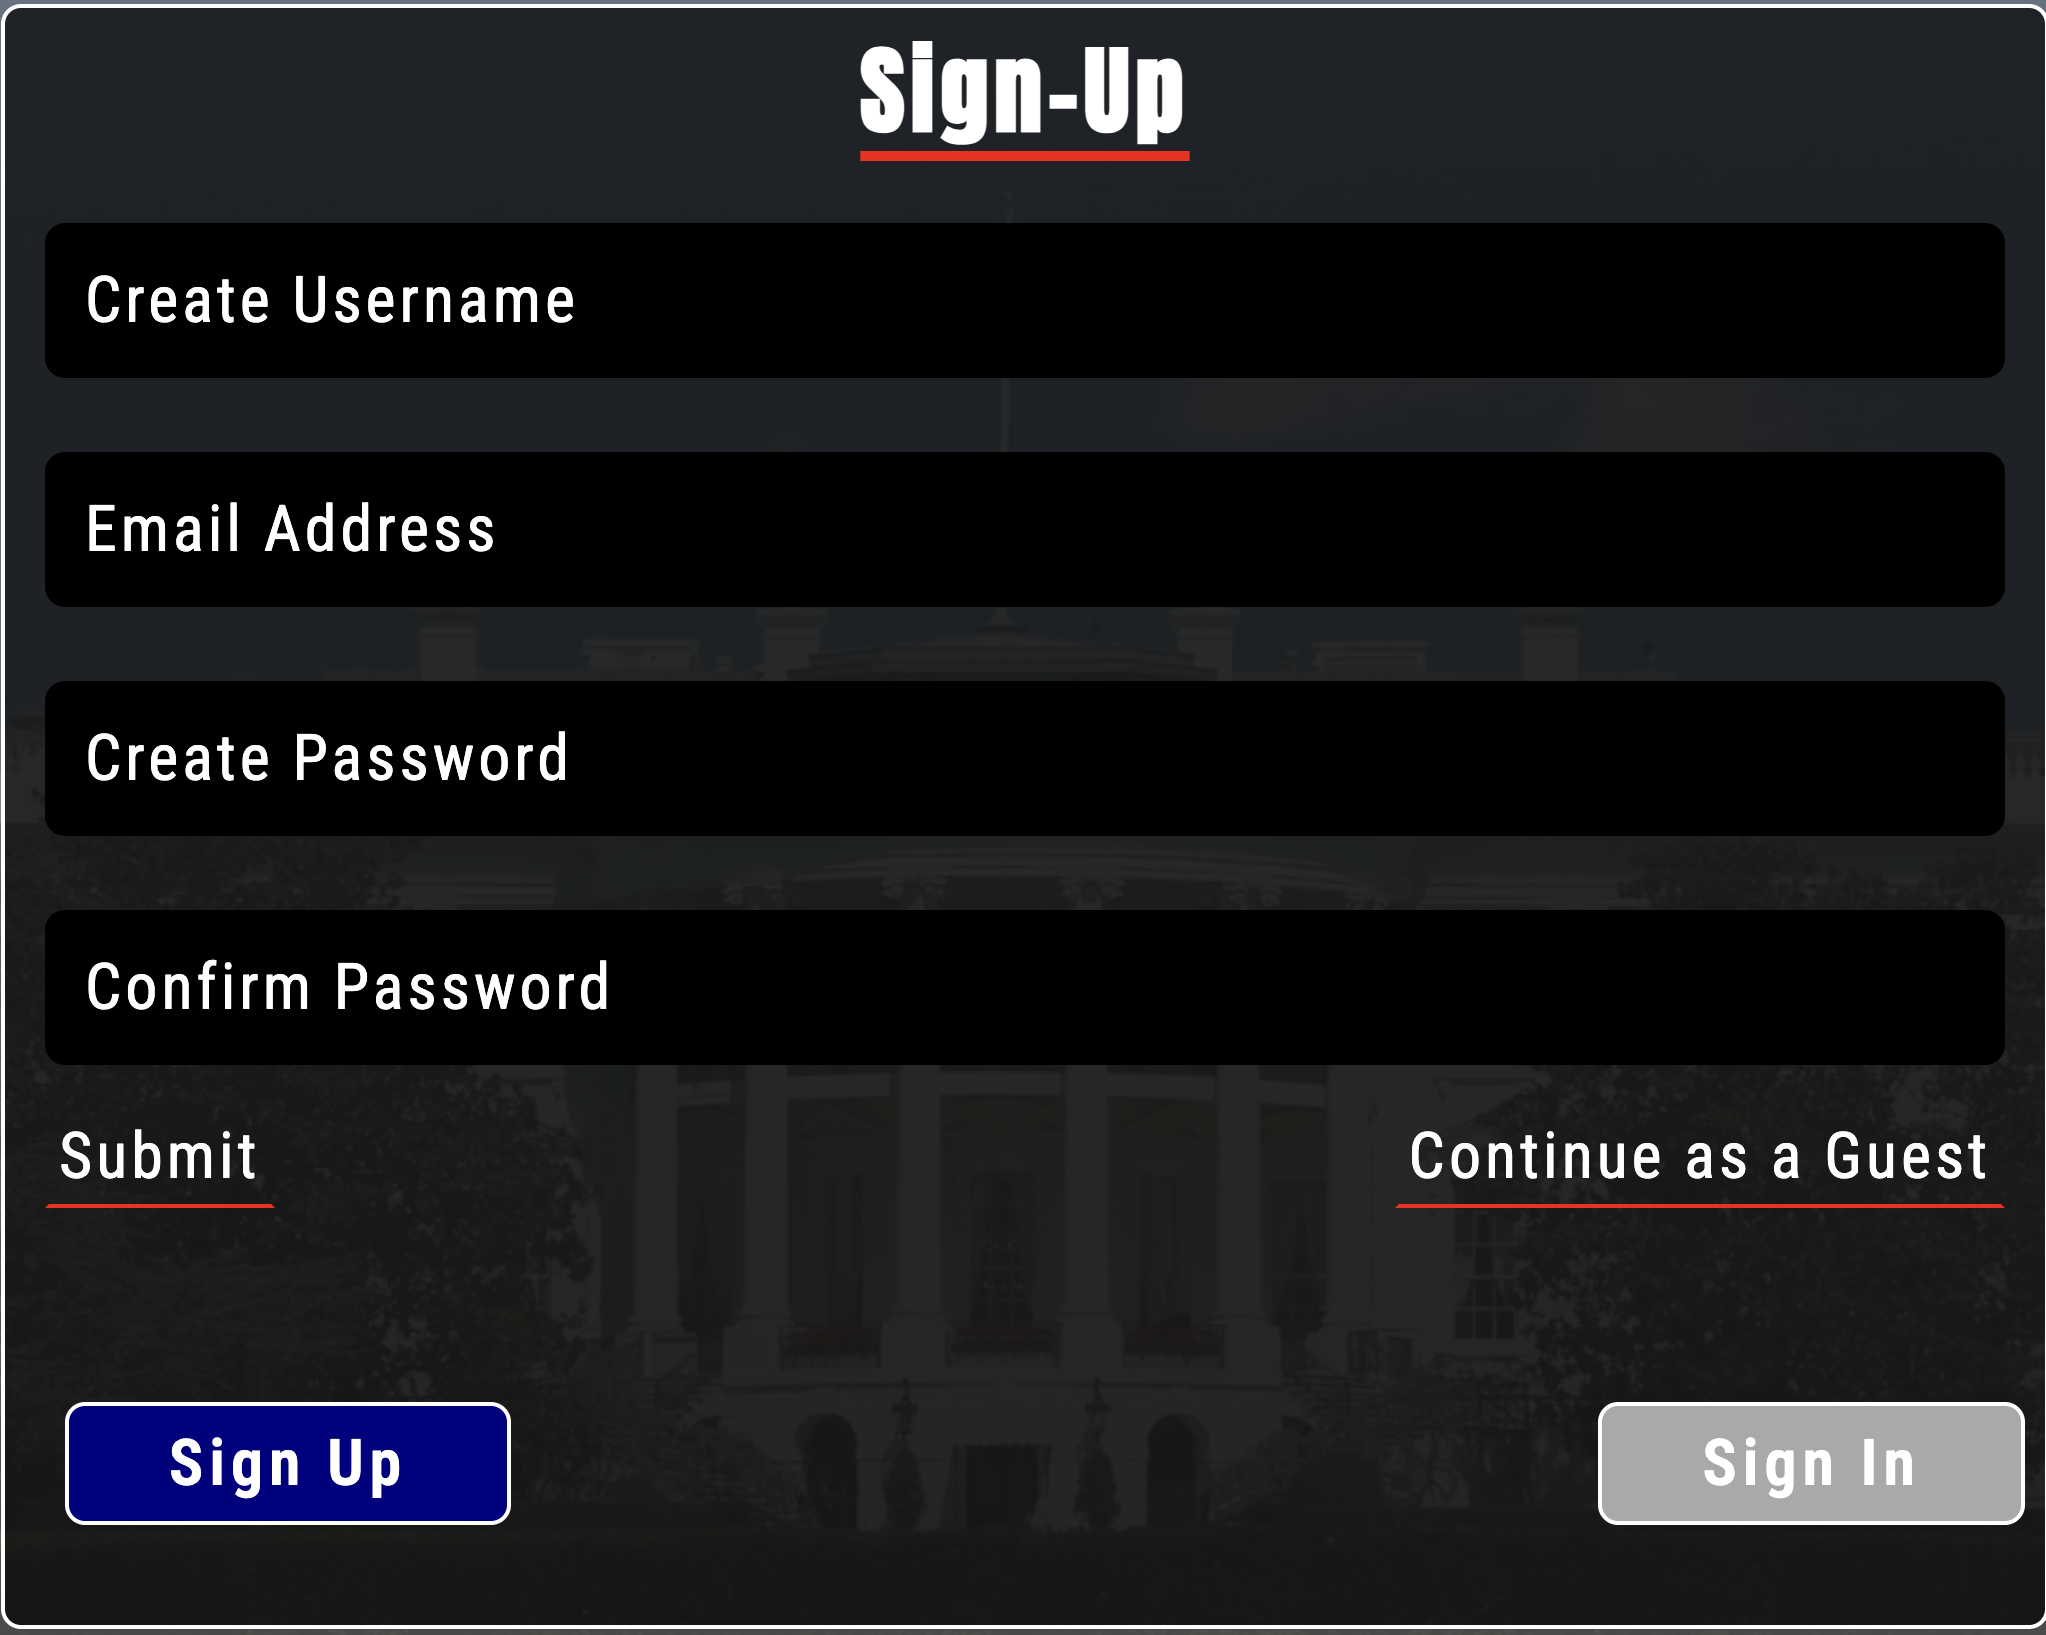 Sign-Up
Create Username
Email Address
Create Password
Confirm Password
Submit
Continue as a Guest
Sign Up
Sign In